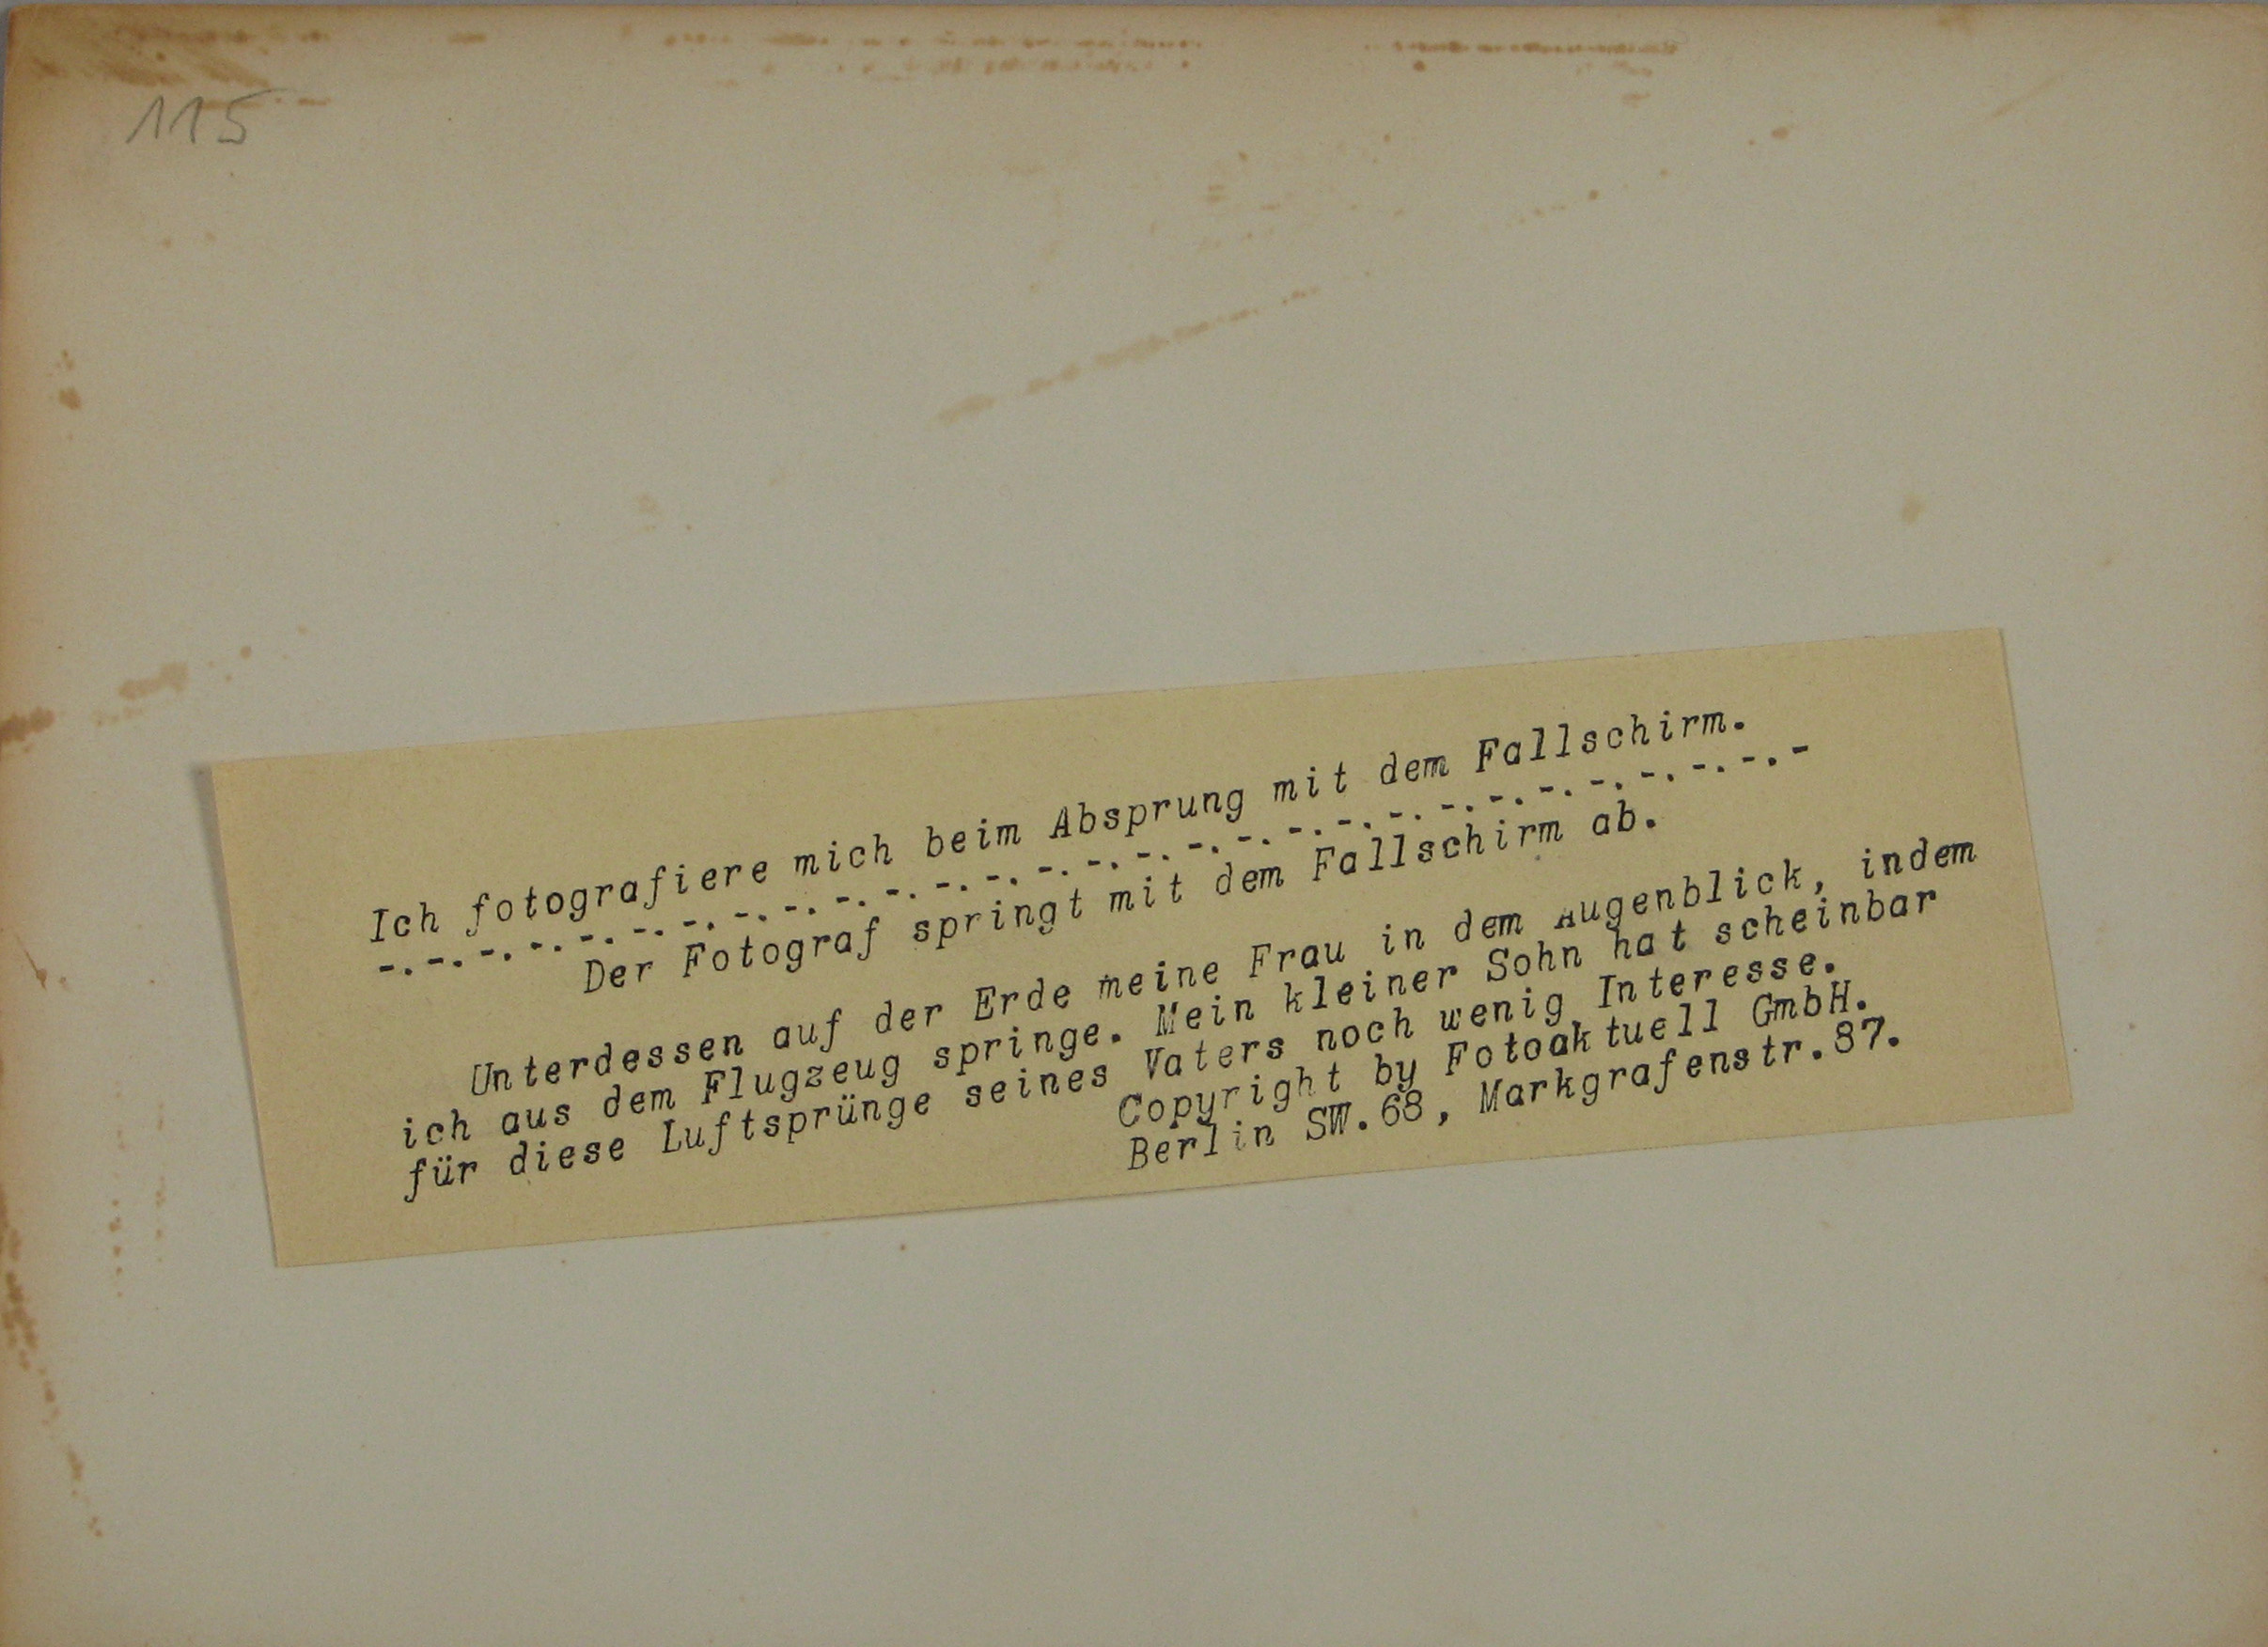 115
Ich fotografiere mich beim Absprung mit dem Fallschirm.
-.-.-.-.-.-.-.-.-.-.-.-.-.-.-.-.-.-.-.-.-.-.-.-.-.-.-.-.-
Der Fotograf springt mit dem Fallschirm ab.
Unterdessen auf der Erde meine Frau in dem Augenblick, indem
ich aus dem Flugzeug springe. Mein kleiner Sohn hat scheinbar
für diese Luftsprünge seines Vaters noch wenig Interesse.
Copyright by Fotoaktuell GmbH.
Berlin SW.68, Markgrafenstr.87.